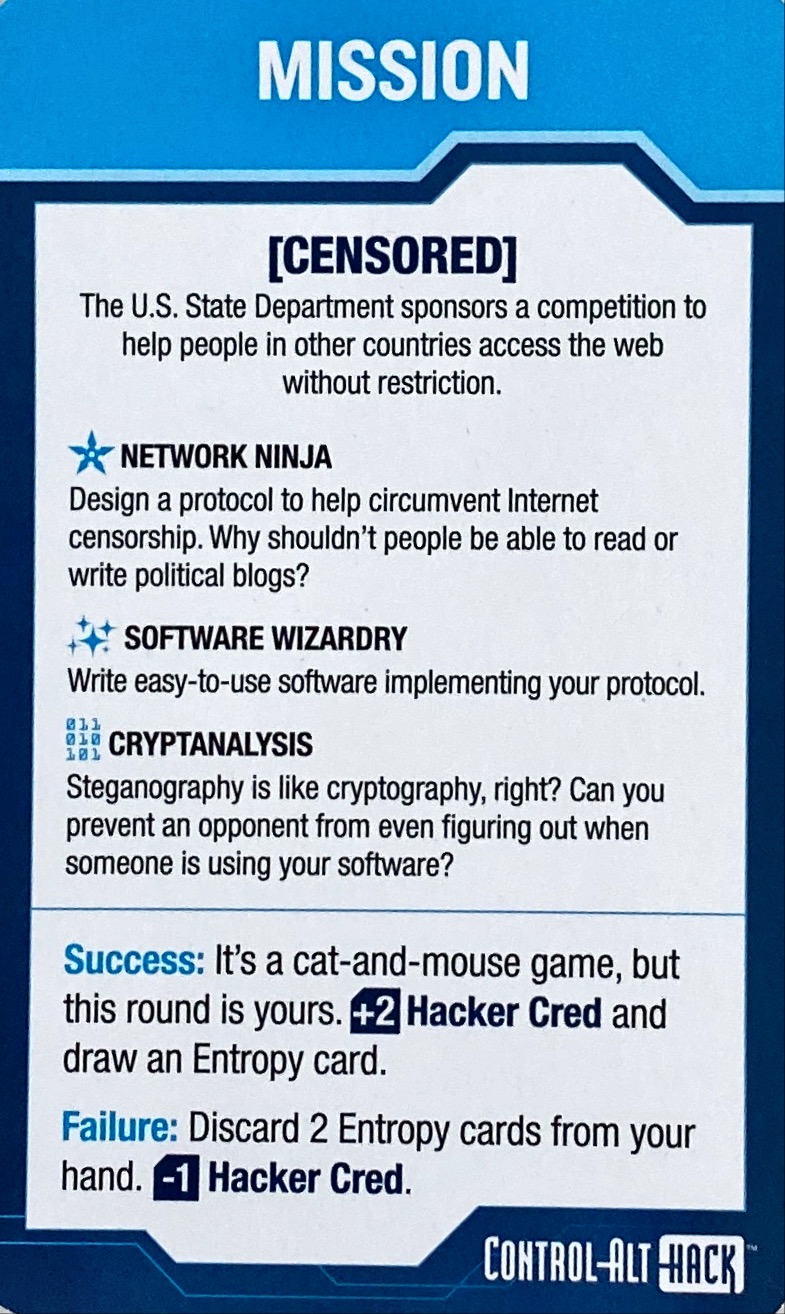 MISSION
[CENSORED]
The U.S. State Department sponsors a competition to
help people in other countries access the web
without restriction.
NETWORK NINJA
Design a protocol to help circumvent Internet
censorship. Why shouldn't people be able to read or
write political blogs?
SOFTWARE WIZARDRY
Write easy-to-use software implementing your protocol.
011
010
101
CRYPTANALYSIS
Steganography is like cryptography, right? Can you
prevent an opponent from even figuring out when
someone is using your software?
Success: It's a cat-and-mouse game, but
this round is yours. +2 Hacker Cred and
draw an Entropy card.
Failure: Discard 2 Entropy cards from your
hand. -1 Hacker Cred.
CONTROL-ALT-HACK™